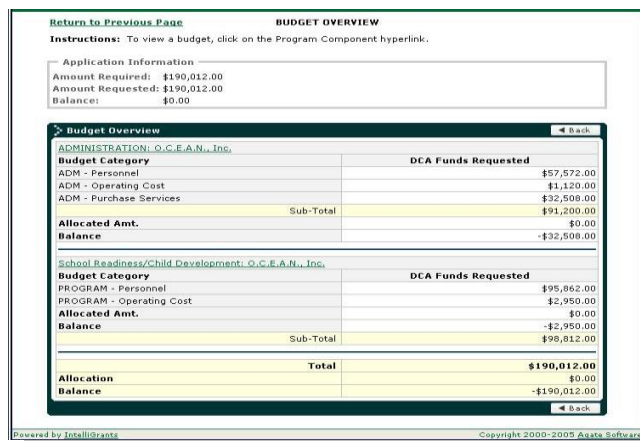 Return to Previous Page BUDGET OVERVIEW
Instructions: To view a budget, click on the Program Component hyperlink.
Application Information
Amount Required: $190,012.00
Amount Requested: $190,012.00
Balance: $0.00
Budget Overview Back
ADMINISTRATION: O.C.E.A.N., Inc.
Budget Category DCA Funds Requested
ADM - Personnel $57,572.00
ADM - Operating Cost $1,120.00
ADM - Purchase Services $32,508.00
Sub-Total $91,200.00
Allocated Amt. $0.00
Balance -$32,508.00
School Readiness/Child Development: O.C.E.A.N., Inc.
Budget Category DCA Funds Requested
PROGRAM - Personnel $95,862.00
PROGRAM - Operating Cost $2,950.00
Allocated Amt. $0.00
Balance -$2,950.00
Sub-Total $98,812.00
Total $190,012.00
Allocation $0.00
Balance -$190,012.00
Back
Powered by IntelliGrants Copyright 2000-2005 Agate Software